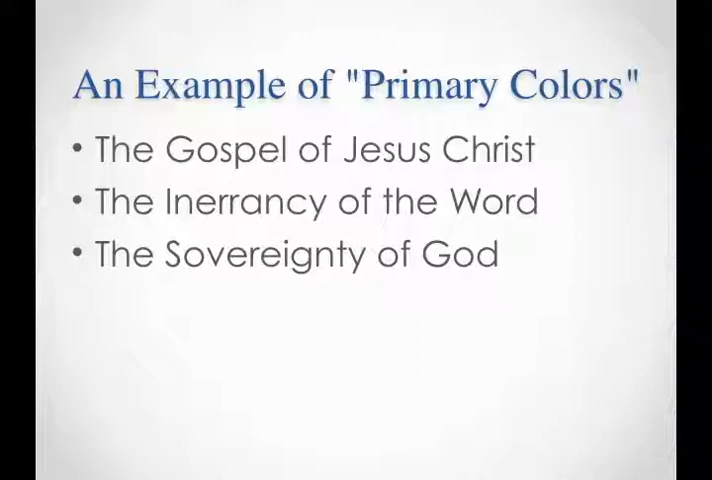 An Example of "Primary Colors"
• The Gospel of Jesus Christ
• The Inerrancy of the Word
• The Sovereignty of God